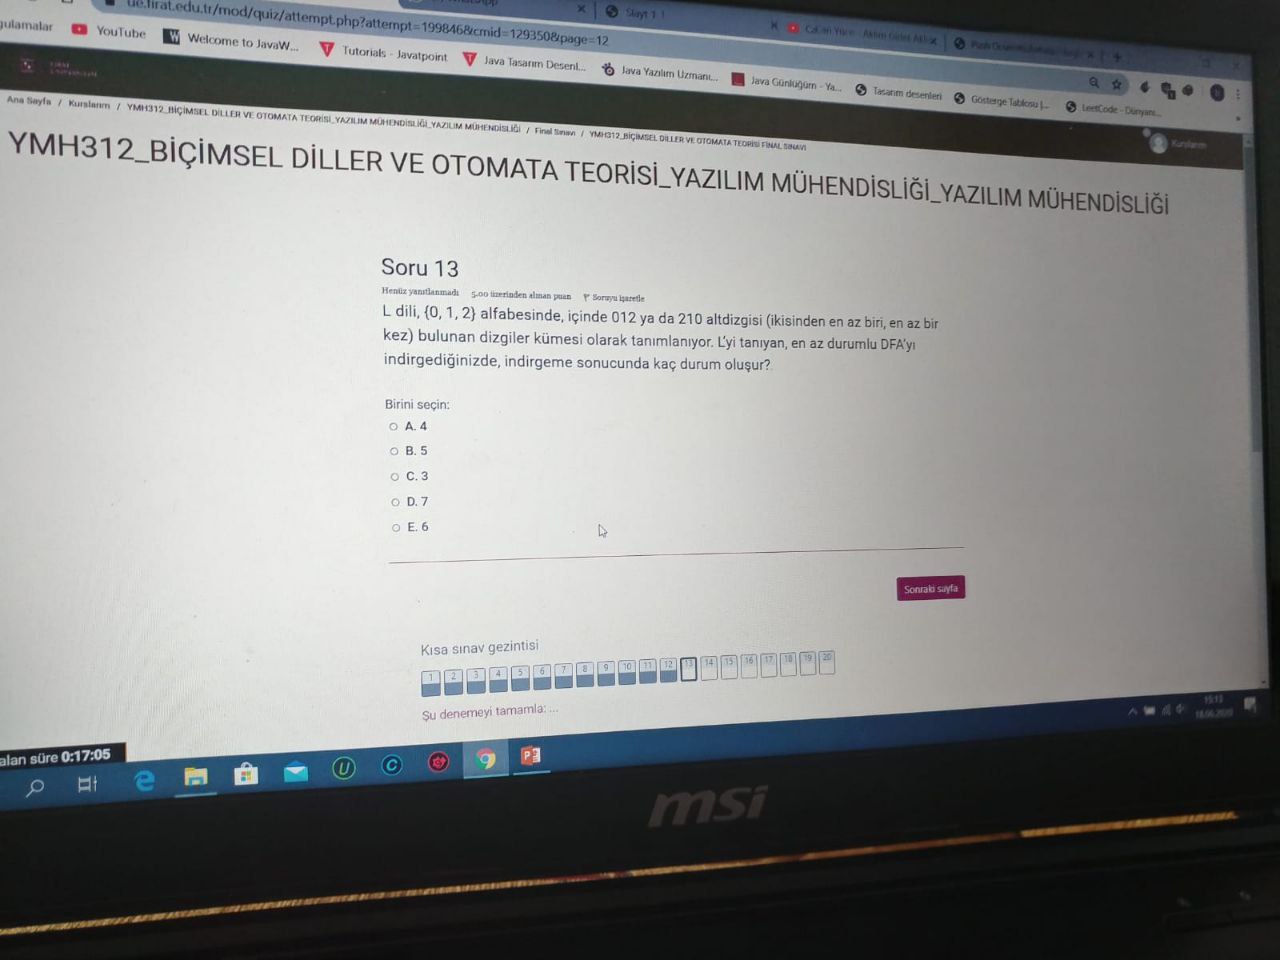 ue.firat.edu.tr/mod/quiz/attempt.php?attempt=199846&cmid=129350&page=12
Slayt 1
gulamalar
YouTube
Welcome to JavaW...
Tutorials - Javatpoint
Java Tasarım Desenl...
Java Yazılım Uzmanı...
Java Günlüğüm - Ya...
Tasarım desenleri
Gösterge Tablosu |...
LeetCode - Dünyanı...
Kurslarım
Ana Sayfa / Kurslarım / YMH312_BİÇİMSEL DİLLER VE OTOMATA TEORİSİ_YAZILIM MÜHENDİSLİĞİ_YAZILIM MÜHENDİSLİĞİ / Final Sınavı / YMH312_BİÇİMSEL DİLLER VE OTOMATA TEORİSİ FİNAL SINAVI
YMH312_BİÇİMSEL DİLLER VE OTOMATA TEORİSİ_YAZILIM MÜHENDİSLİĞİ_YAZILIM MÜHENDİSLİĞİ
Soru 13
Henüz yanıtlanmadı 5,00 üzerinden alınan puan Soruyu işaretle
L dili, {0, 1, 2} alfabesinde, içinde 012 ya da 210 altdizgisi (ikisinden en az biri, en az bir
kez) bulunan dizgiler kümesi olarak tanımlanıyor. L'yi tanıyan, en az durumlu DFA'yı
indirgediğinizde, indirgeme sonucunda kaç durum oluşur?
Birini seçin:
A. 4
B. 5
C. 3
D. 7
E. 6
Sonraki sayfa
Kısa sınav gezintisi
1 2 3 4 5 6 7 8 9 10 11 12 13 14 15 16 17 18 19 20
Şu denemeyi tamamla: ...
alan süre 0:17:05
15:13
18.06.2020
msi